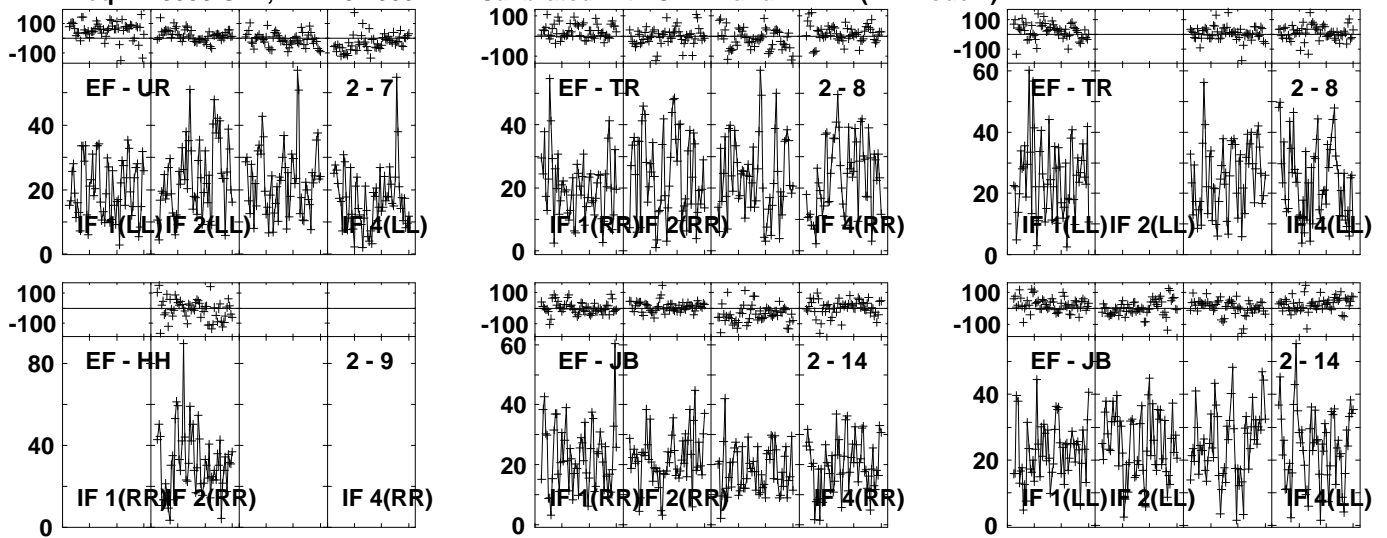 100 100 100
-100 -100 -100
EF - UR 2 - 7 EF - TR 2 - 8 60 EF - TR 2 - 8
40 40 40
20 20 20
IF 1(LL) IF 2(LL) IF 4(LL) IF 1(RR) IF 2(RR) IF 4(RR) IF 1(LL) IF 2(LL) IF 4(LL)
0 0 0
100 100 100
-100 -100 -100
80 EF - HH 2 - 9 60 EF - JB 2 - 14 EF - JB 2 - 14
40 40 40
20 20
IF 1(RR) IF 2(RR) IF 4(RR) IF 1(RR) IF 2(RR) IF 4(RR) IF 1(LL) IF 2(LL) IF 4(LL)
0 0 0